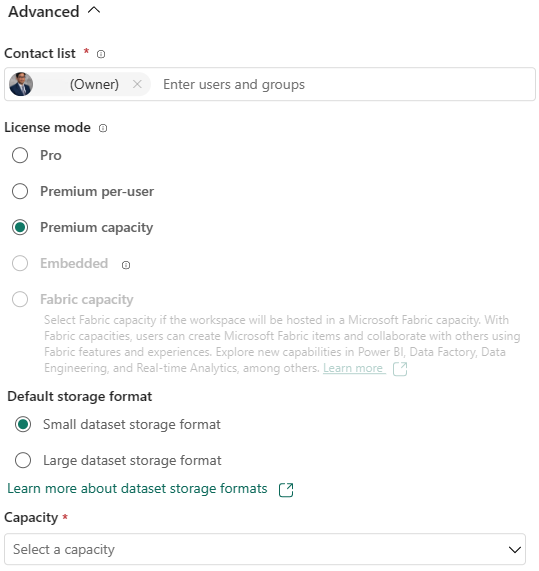 Advanced
Contact list *
(Owner) Enter users and groups
License mode
Pro
Premium per-user
Premium capacity
Embedded
Fabric capacity
Select Fabric capacity if the workspace will be hosted in a Microsoft Fabric capacity. With
Fabric capacities, users can create Microsoft Fabric items and collaborate with others using
Fabric features and experiences. Explore new capabilities in Power BI, Data Factory, Data
Engineering, and Real-time Analytics, among others. Learn more
Default storage format
Small dataset storage format
Large dataset storage format
Learn more about dataset storage formats
Capacity *
Select a capacity